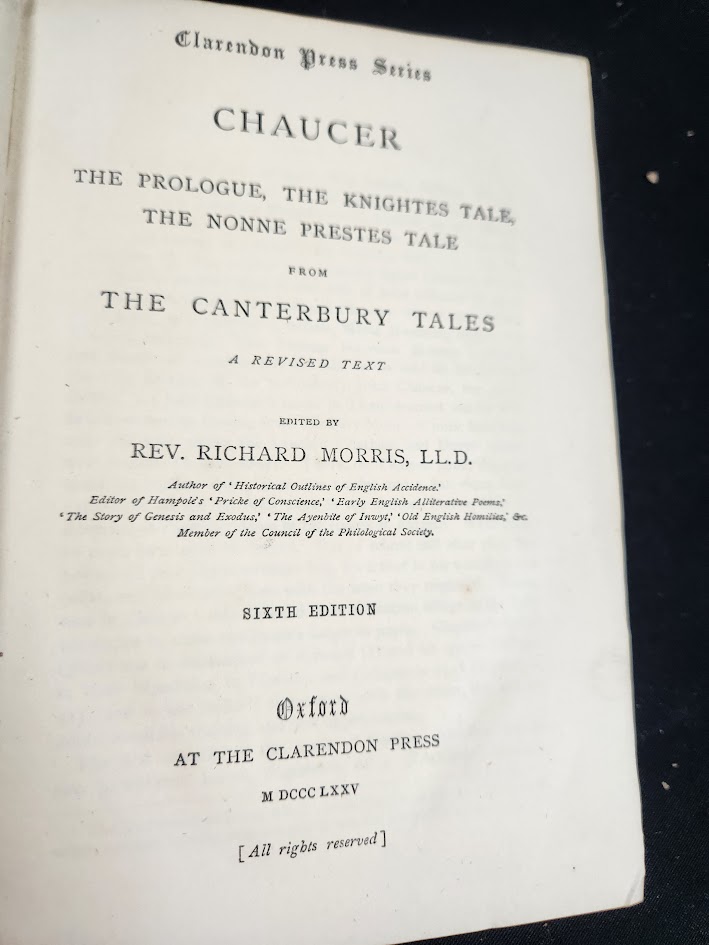 Clarendon Press Series
CHAUCER
THE PROLOGUE, THE KNIGHTES TALE,
THE NONNE PRESTES TALE
FROM
THE CANTERBURY TALES
A REVISED TEXT
EDITED BY
REV. RICHARD MORRIS, LL.D.
Author of 'Historical Outlines of English Accidence.'
Editor of Hampole's 'Pricke of Conscience,' 'Early English Alliterative Poems,'
'The Story of Genesis and Exodus,' 'The Ayenbite of Inwyt,' 'Old English Homilies,' &c.
Member of the Council of the Philological Society.
SIXTH EDITION
Oxford
AT THE CLARENDON PRESS
M DCCC LXXV
[All rights reserved]